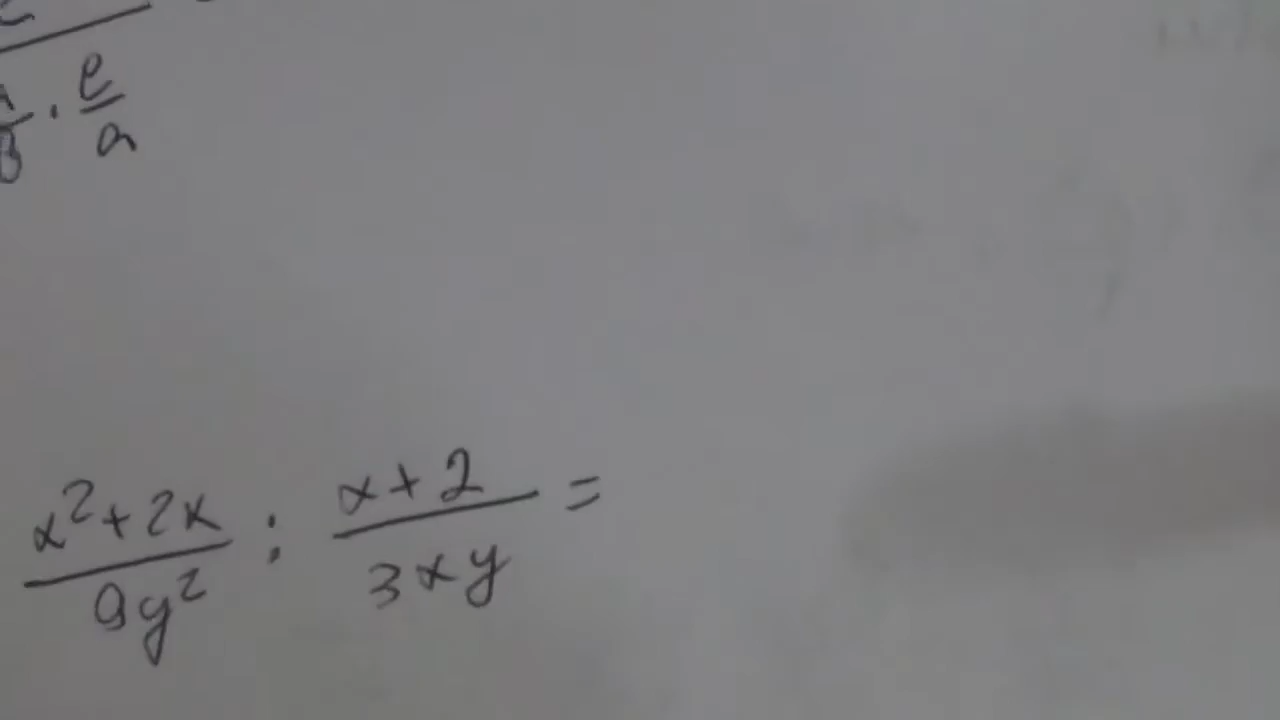 · e/a
(x² + 2x)/(9y²) : (x + 2)/(3xy) =